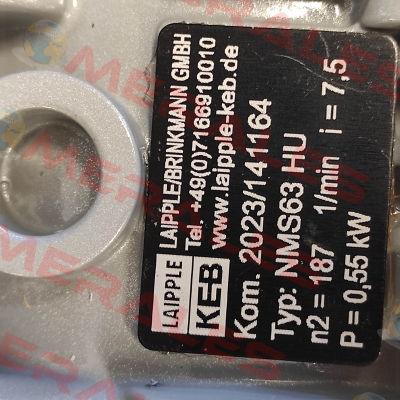 LAIPPLE
KEB
LAIPPLE/BRINKMANN GMBH
Tel. +49(0)7166910010
www.laipple-keb.de
Kom. 2023/141164
Typ: NMS63 HU
n2 = 187 1/min i = 7,5
P = 0,55 kW
MERALES